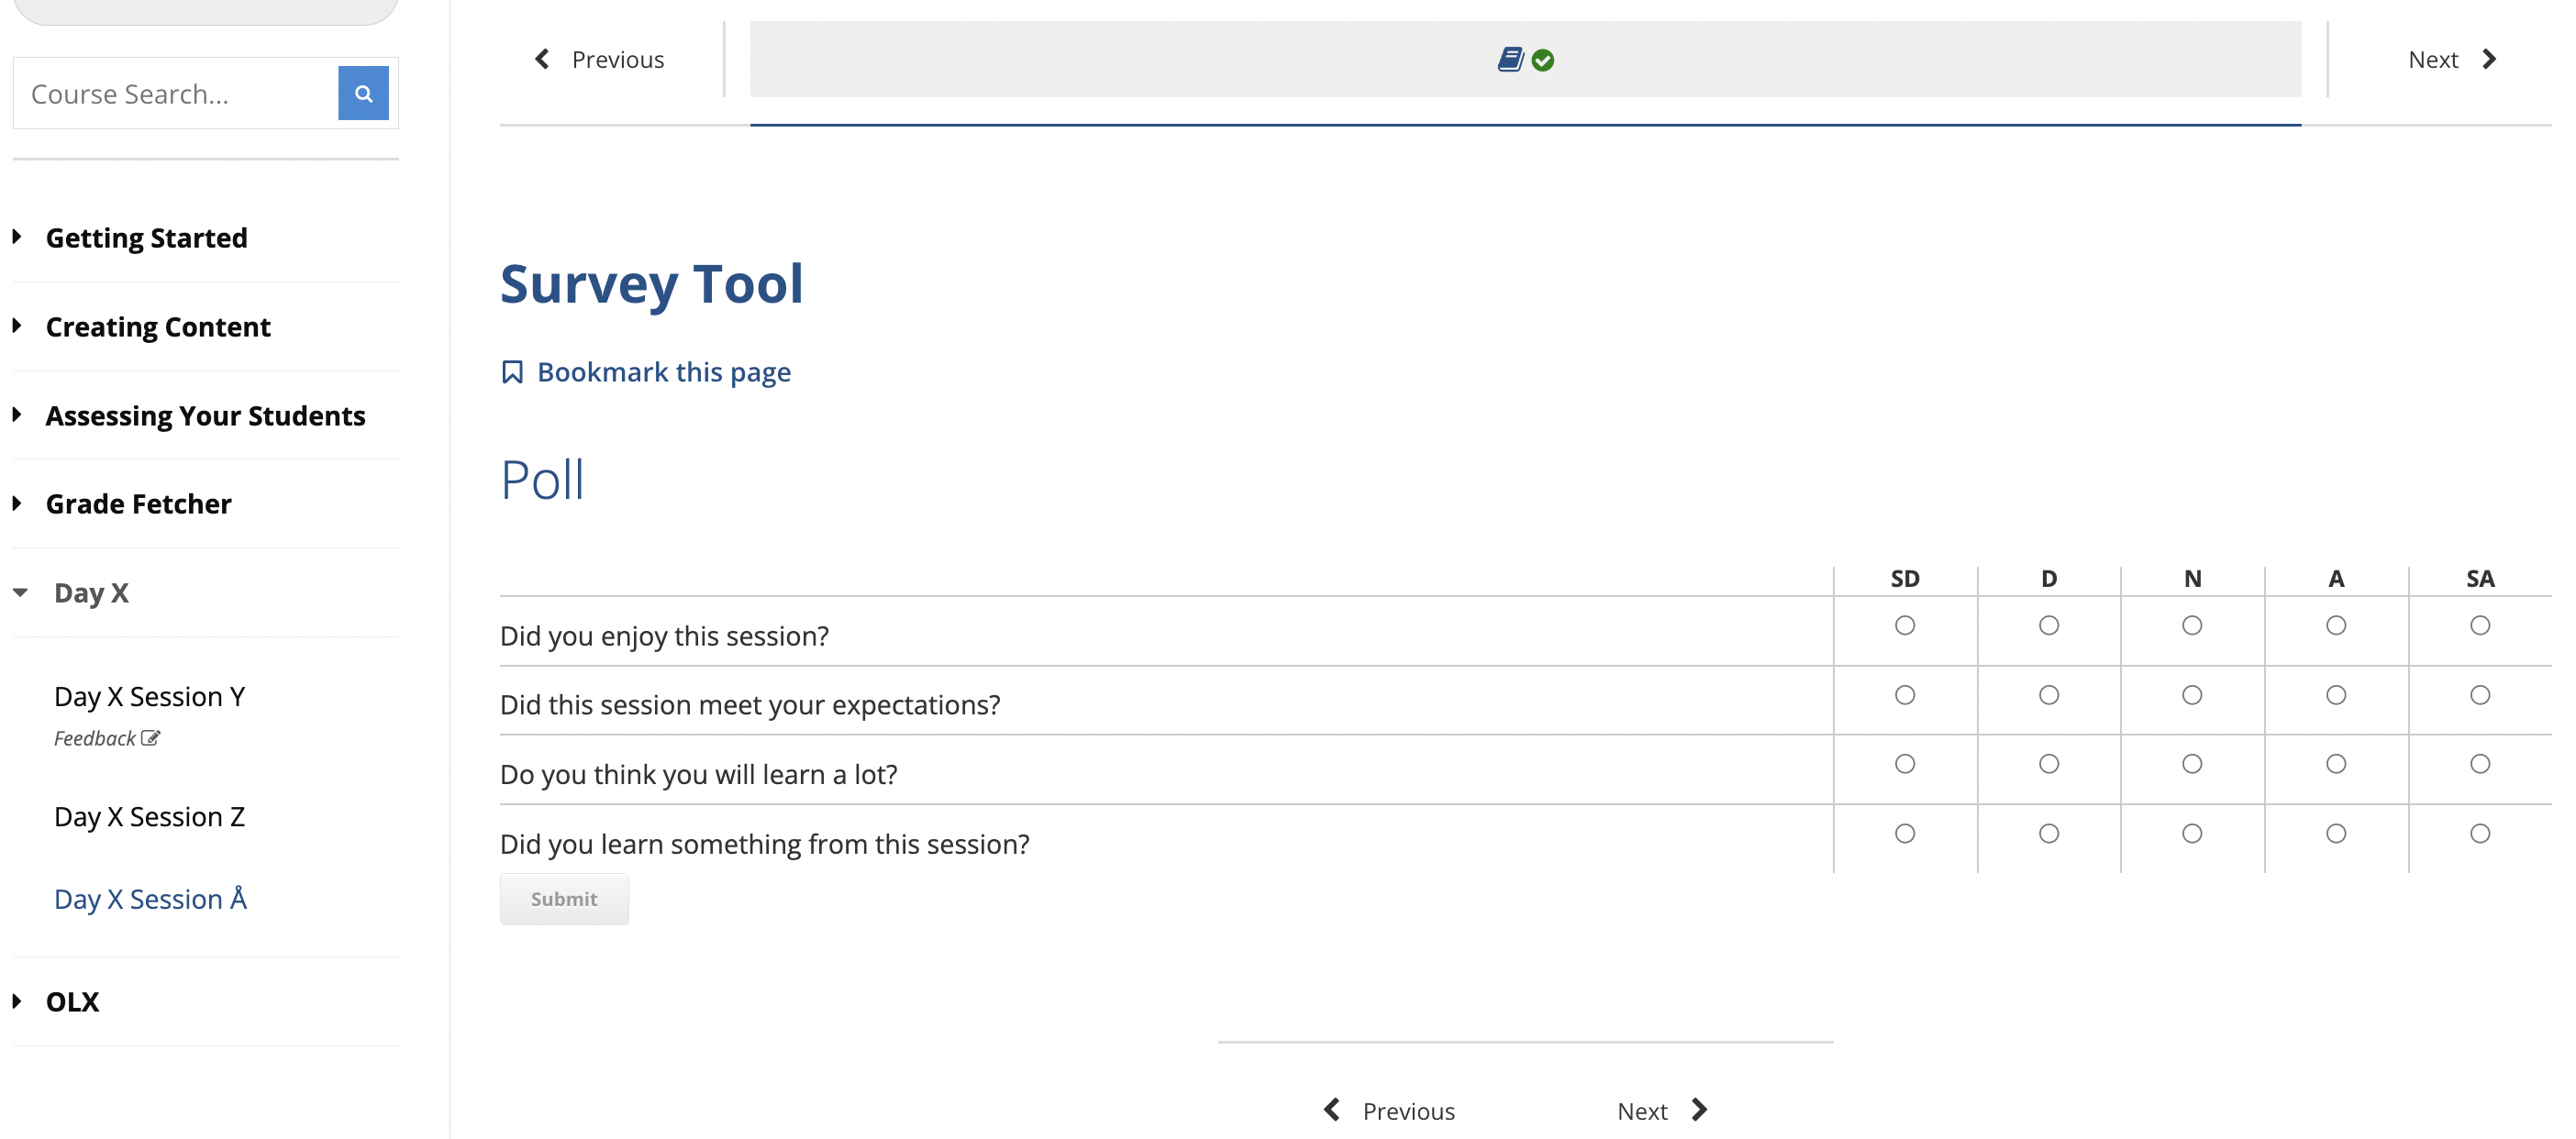 Course Search...
Getting Started
Creating Content
Assessing Your Students
Grade Fetcher
Day X
Day X Session Y
Feedback
Day X Session Z
Day X Session Å
OLX
Previous
Next
Survey Tool
Bookmark this page
Poll
SD D N A SA
Did you enjoy this session?
Did this session meet your expectations?
Do you think you will learn a lot?
Did you learn something from this session?
Submit
Previous Next